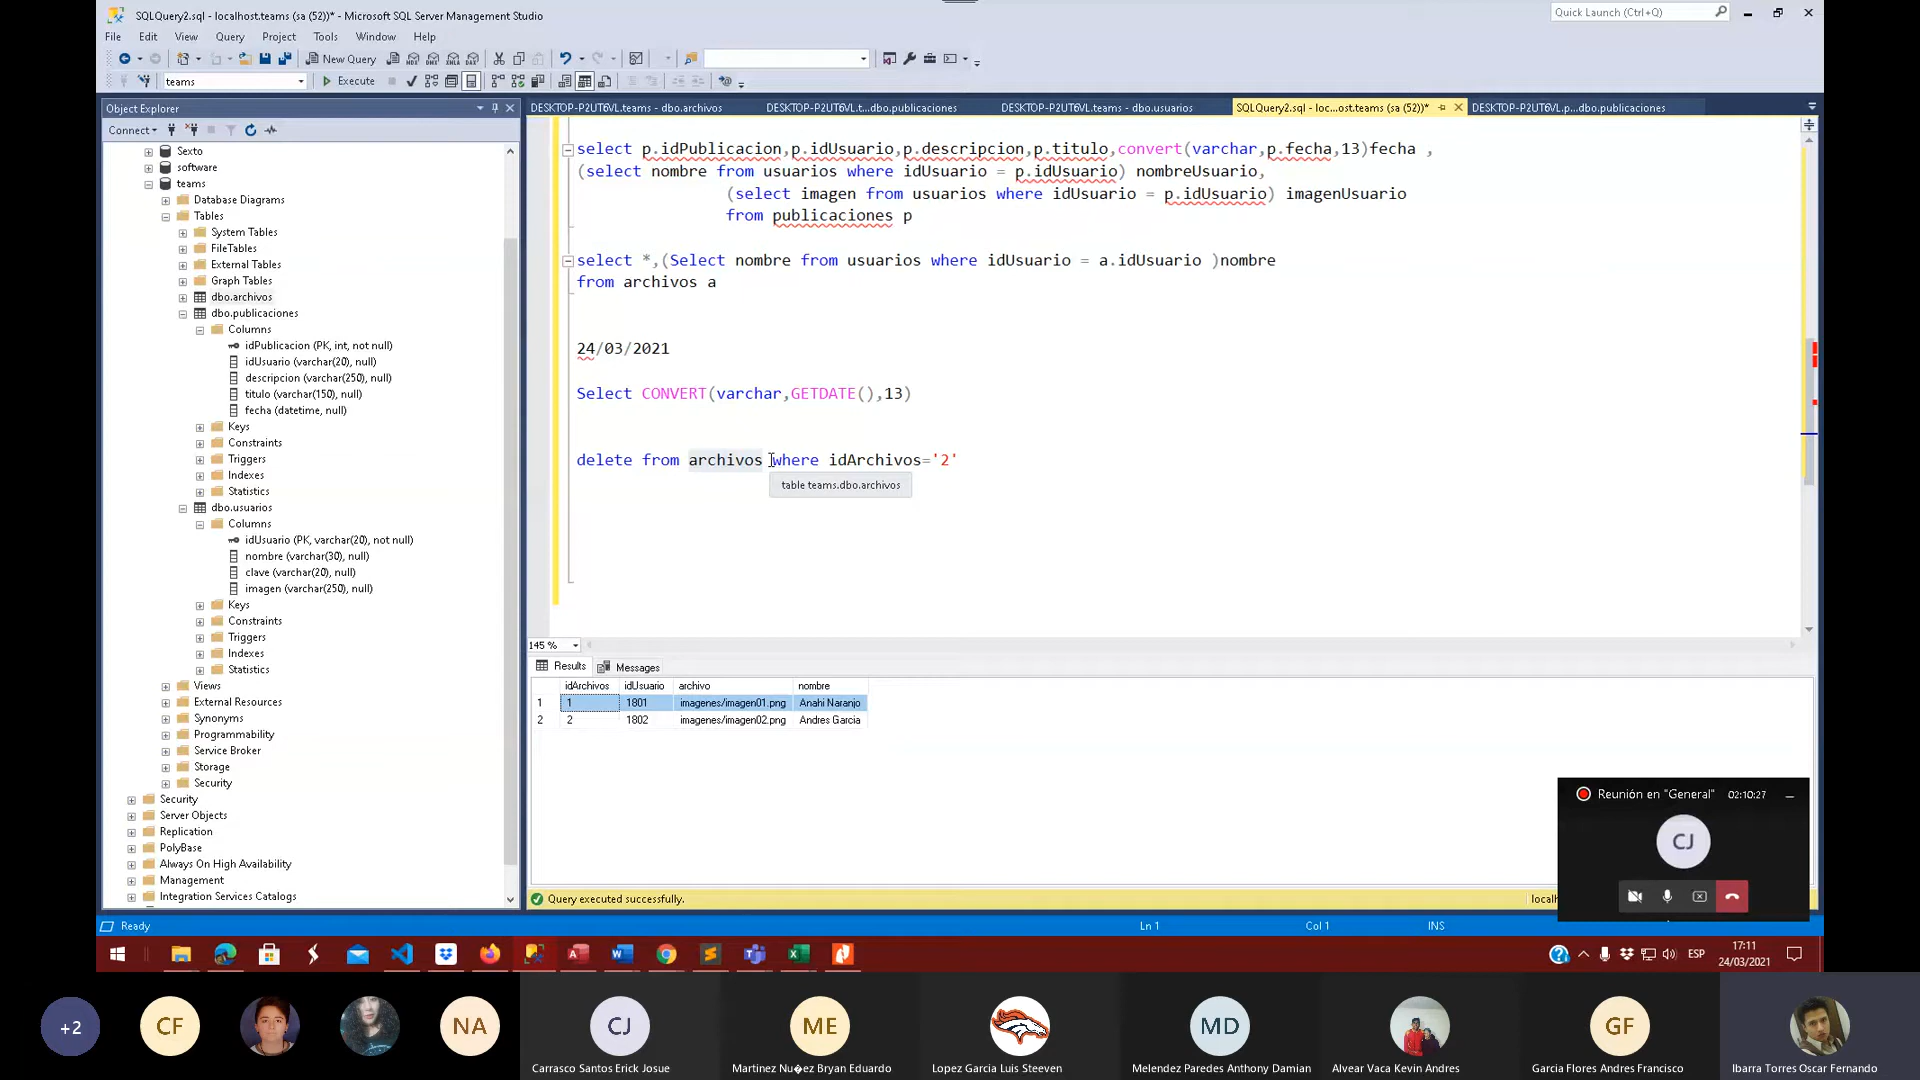 SQLQuery2.sql - localhost.teams (sa (52))* - Microsoft SQL Server Management Studio
Quick Launch (Ctrl+Q)
File Edit View Query Project Tools Window Help
New Query
teams
Execute
Object Explorer
DESKTOP-P2UT6VL.teams - dbo.archivos
DESKTOP-P2UT6VL.t...dbo.publicaciones
DESKTOP-P2UT6VL.teams - dbo.usuarios
SQLQuery2.sql - loc...ost.teams (sa (52))*
DESKTOP-P2UT6VL.p...dbo.publicaciones
Connect
Sexto
software
teams
Database Diagrams
Tables
System Tables
FileTables
External Tables
Graph Tables
dbo.archivos
dbo.publicaciones
Columns
idPublicacion (PK, int, not null)
idUsuario (varchar(20), null)
descripcion (varchar(250), null)
titulo (varchar(150), null)
fecha (datetime, null)
Keys
Constraints
Triggers
Indexes
Statistics
dbo.usuarios
Columns
idUsuario (PK, varchar(20), not null)
nombre (varchar(30), null)
clave (varchar(20), null)
imagen (varchar(250), null)
Keys
Constraints
Triggers
Indexes
Statistics
Views
External Resources
Synonyms
Programmability
Service Broker
Storage
Security
Security
Server Objects
Replication
PolyBase
Always On High Availability
Management
Integration Services Catalogs
select p.idPublicacion,p.idUsuario,p.descripcion,p.titulo,convert(varchar,p.fecha,13)fecha ,
(select nombre from usuarios where idUsuario = p.idUsuario) nombreUsuario,
(select imagen from usuarios where idUsuario = p.idUsuario) imagenUsuario
from publicaciones p
select *,(Select nombre from usuarios where idUsuario = a.idUsuario )nombre
from archivos a
24/03/2021
Select CONVERT(varchar,GETDATE(),13)
delete from archivos where idArchivos='2'
table teams.dbo.archivos
145 %
Results Messages
idArchivos idUsuario archivo nombre
1 1 1801 imagenes/imagen01.png Anahi Naranjo
2 2 1802 imagenes/imagen02.png Andres Garcia
Reunión en "General" 02:10:27
CJ
Query executed successfully.
localh
Ready
Ln 1
Col 1
INS
ESP
17:11
24/03/2021
+2
CF
NA
CJ
ME
MD
GF
Carrasco Santos Erick Josue
Martinez Nu�ez Bryan Eduardo
Lopez Garcia Luis Steeven
Melendez Paredes Anthony Damian
Alvear Vaca Kevin Andres
Garcia Flores Andres Francisco
Ibarra Torres Oscar Fernando